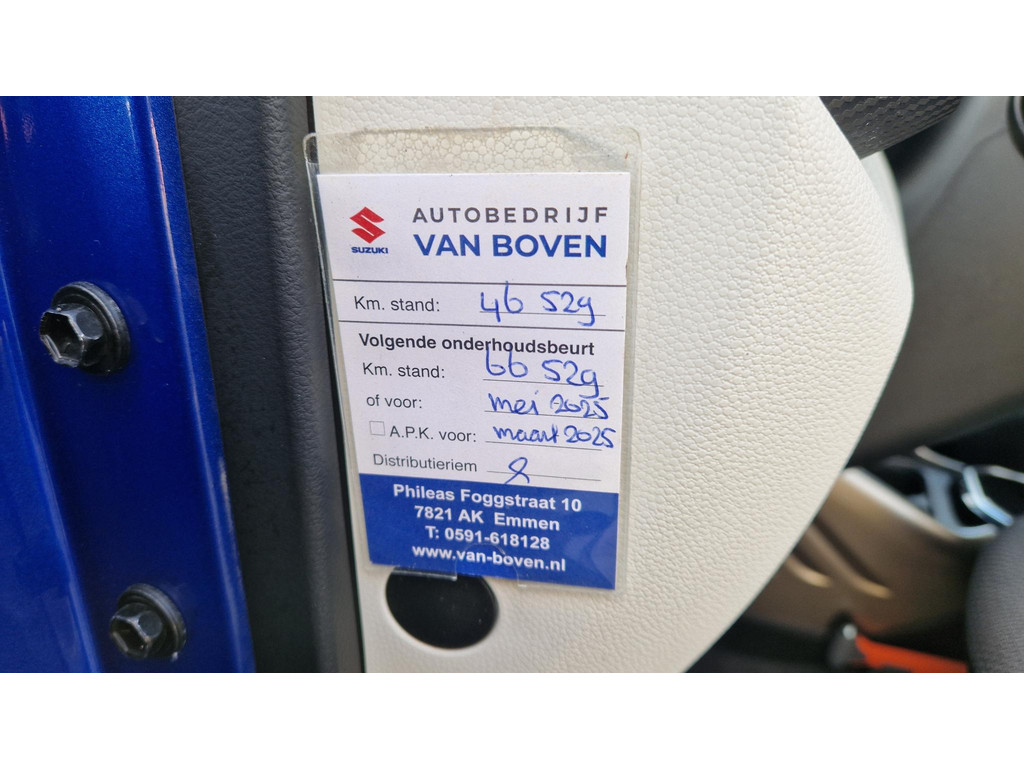 AUTOBEDRIJF
SUZUKI VAN BOVEN
Km. stand: 46 529
Volgende onderhoudsbeurt
Km. stand: 66 529
of voor: mei 2025
A.P.K. voor: maart 2025
Distributieriem
Phileas Foggstraat 10
7821 AK Emmen
T: 0591-618128
www.van-boven.nl